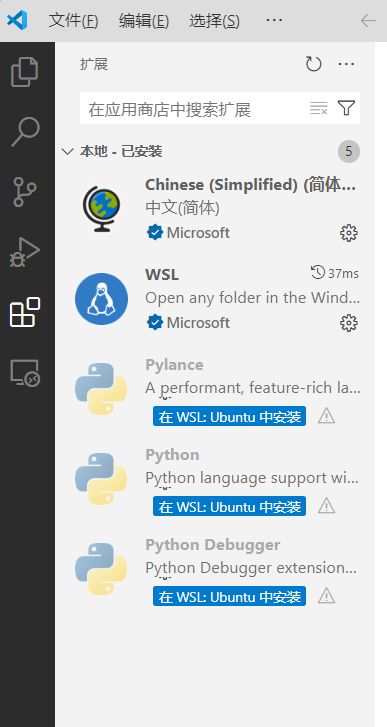 文件(F) 编辑(E) 选择(S) ···
扩展
在应用商店中搜索扩展
本地 - 已安装 5
Chinese (Simplified) (简体...
中文(简体)
Microsoft
WSL 37ms
Open any folder in the Wind...
Microsoft
Pylance
A performant, feature-rich la...
在 WSL: Ubuntu 中安装
Python
Python language support wi...
在 WSL: Ubuntu 中安装
Python Debugger
Python Debugger extension...
在 WSL: Ubuntu 中安装